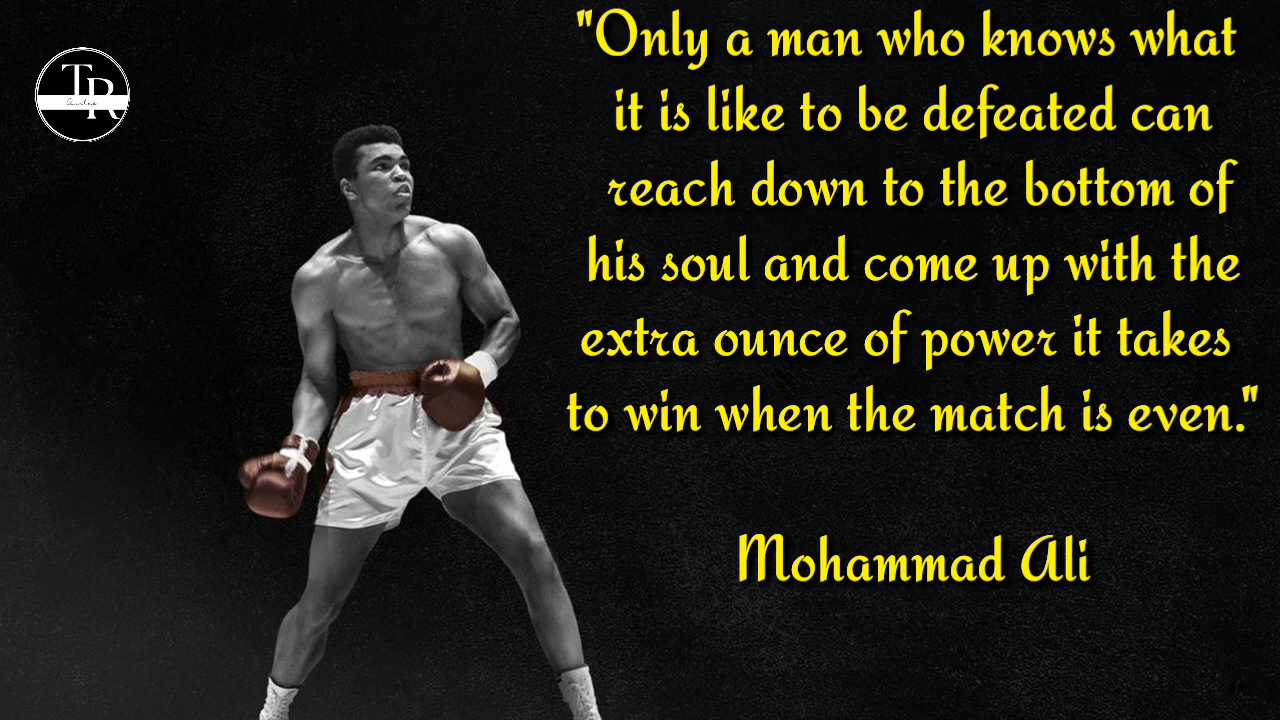 TR
"Only a man who knows what
it is like to be defeated can
reach down to the bottom of
his soul and come up with the
extra ounce of power it takes
to win when the match is even."
Mohammad Ali